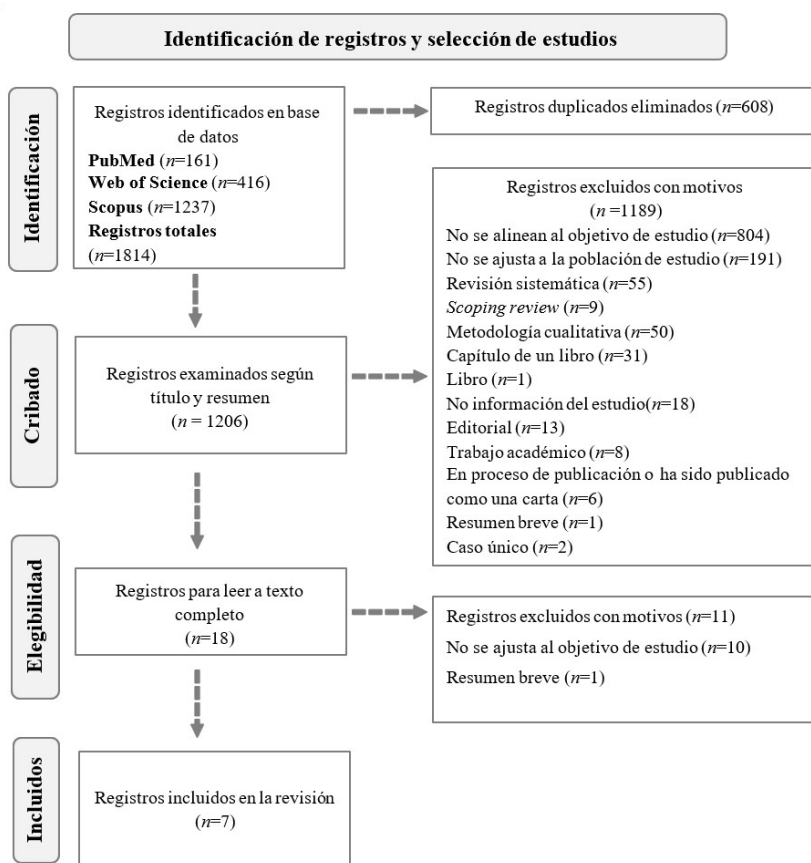 Identificación de registros y selección de estudios
Identificación
Registros identificados en base
de datos
PubMed (n=161)
Web of Science (n=416)
Scopus (n=1237)
Registros totales
(n=1814)
Registros duplicados eliminados (n=608)
Registros excluidos con motivos
(n =1189)
No se alinean al objetivo de estudio (n=804)
No se ajusta a la población de estudio (n=191)
Revisión sistemática (n=55)
Scoping review (n=9)
Metodología cualitativa (n=50)
Capítulo de un libro (n=31)
Libro (n=1)
No información del estudio(n=18)
Editorial (n=13)
Trabajo académico (n=8)
En proceso de publicación o ha sido publicado
como una carta (n=6)
Resumen breve (n=1)
Caso único (n=2)
Cribado
Registros examinados según
título y resumen
(n = 1206)
Elegibilidad
Registros para leer a texto
completo
(n=18)
Registros excluidos con motivos (n=11)
No se ajusta al objetivo de estudio (n=10)
Resumen breve (n=1)
Incluidos
Registros incluidos en la revisión
(n=7)